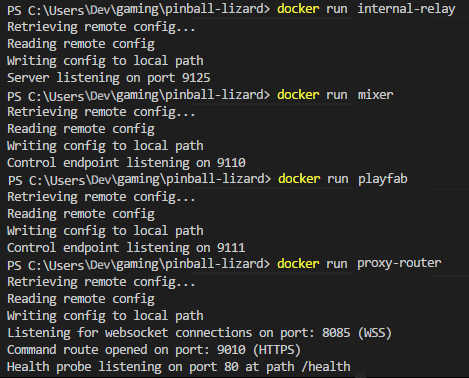 PS C:\Users\Dev\gaming\pinball-lizard> docker run internal-relay
Retrieving remote config...
Reading remote config
Writing config to local path
Server listening on port 9125
PS C:\Users\Dev\gaming\pinball-lizard> docker run mixer
Retrieving remote config...
Reading remote config
Writing config to local path
Control endpoint listening on 9110
PS C:\Users\Dev\gaming\pinball-lizard> docker run playfab
Retrieving remote config...
Reading remote config
Writing config to local path
Control endpoint listening on 9111
PS C:\Users\Dev\gaming\pinball-lizard> docker run proxy-router
Retrieving remote config...
Reading remote config
Writing config to local path
Listening for websocket connections on port: 8085 (WSS)
Command route opened on port: 9010 (HTTPS)
Health probe listening on port 80 at path /health